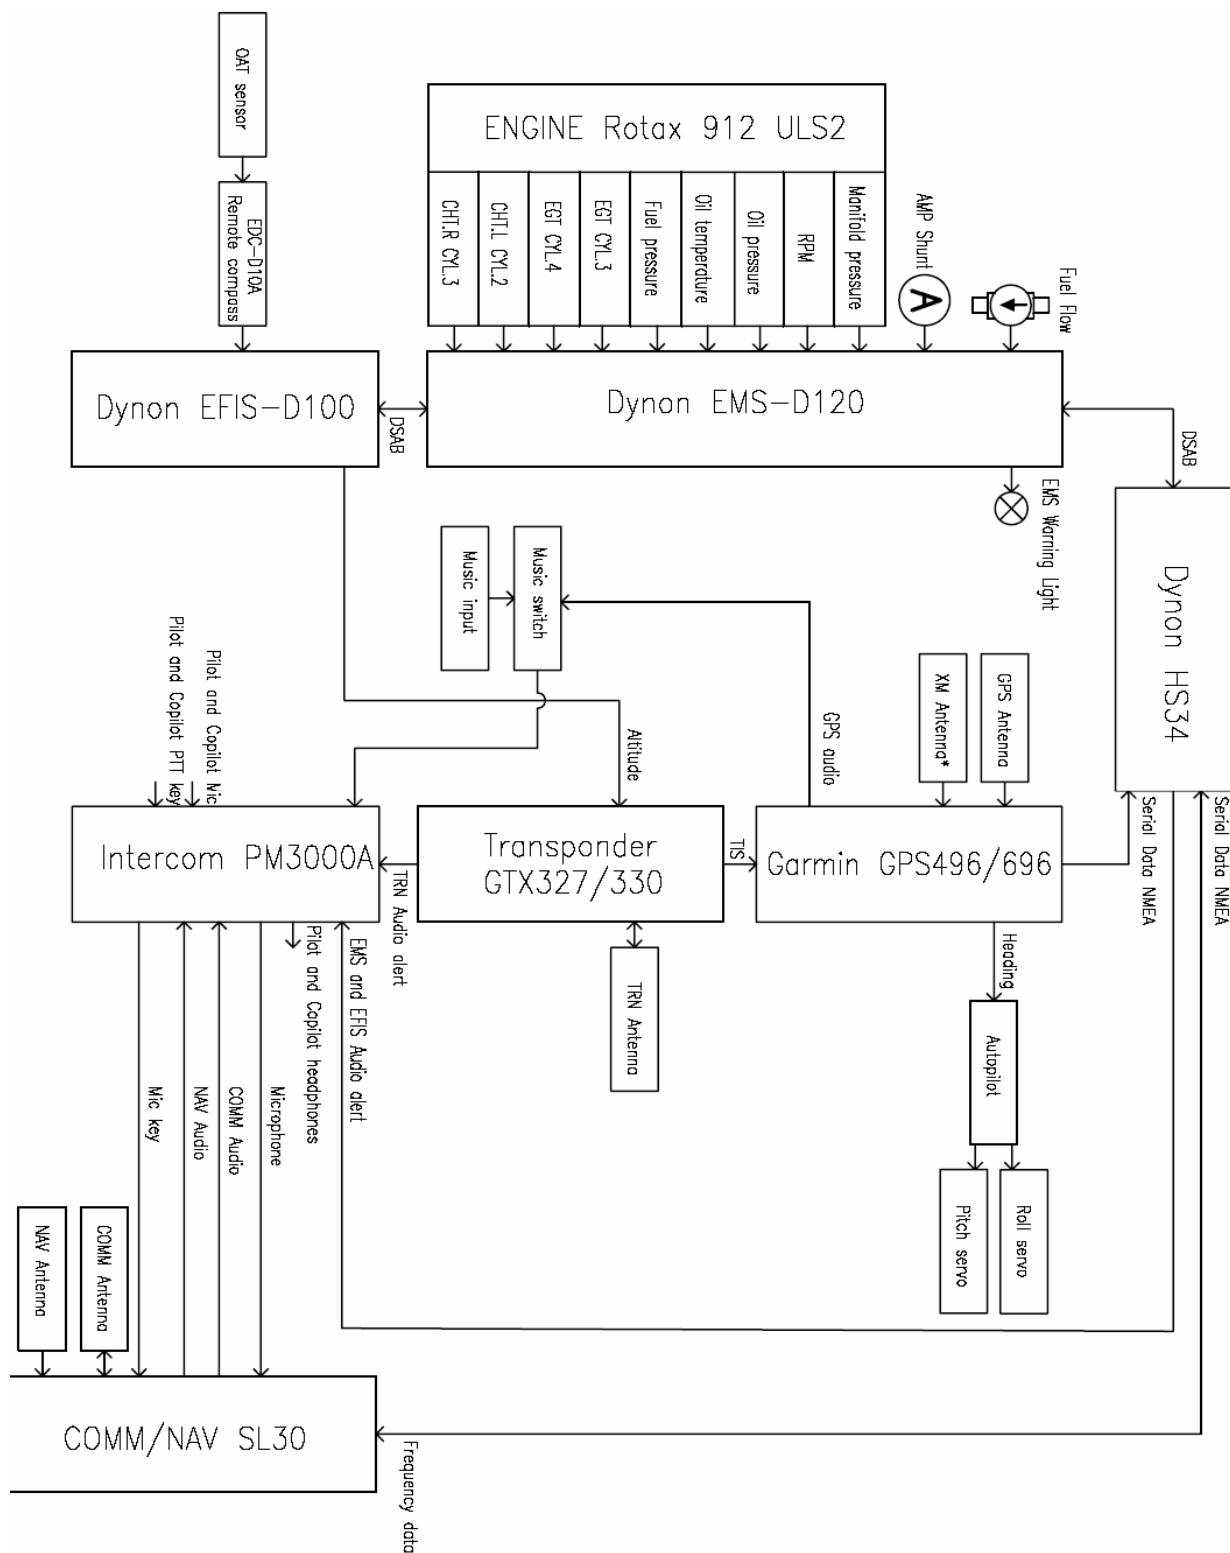 OAT sensor
EDC-D10A
Remote compass
ENGINE Rotax 912 ULS2
CHT.R CYL.3
CHT.L CYL.2
EGT CYL.4
EGT CYL.3
Fuel pressure
Oil temperature
Oil pressure
RPM
Manifold pressure
AMP Shunt
A
Fuel Flow
Dynon EFIS-D100
DSAB
Dynon EMS-D120
DSAB
EMS Warning Light
Dynon HS34
Music input
Music switch
Pilot and Copilot PTT key
Pilot and Copilot Mic
Altitude
GPS audio
XM Antenna*
GPS Antenna
Serial Data NMEA
Serial Data NMEA
Intercom PM3000A
TRN Audio alert
Transponder
GTX327/330
TIS
Garmin GPS496/696
Heading
Mic key
NAV Audio
COMM Audio
Microphone
Pilot and Copilot headphones
EMS and EFIS Audio alert
TRN Antenna
Autopilot
Pitch servo
Roll servo
NAV Antenna
COMM Antenna
COMM/NAV SL30
Frequency data